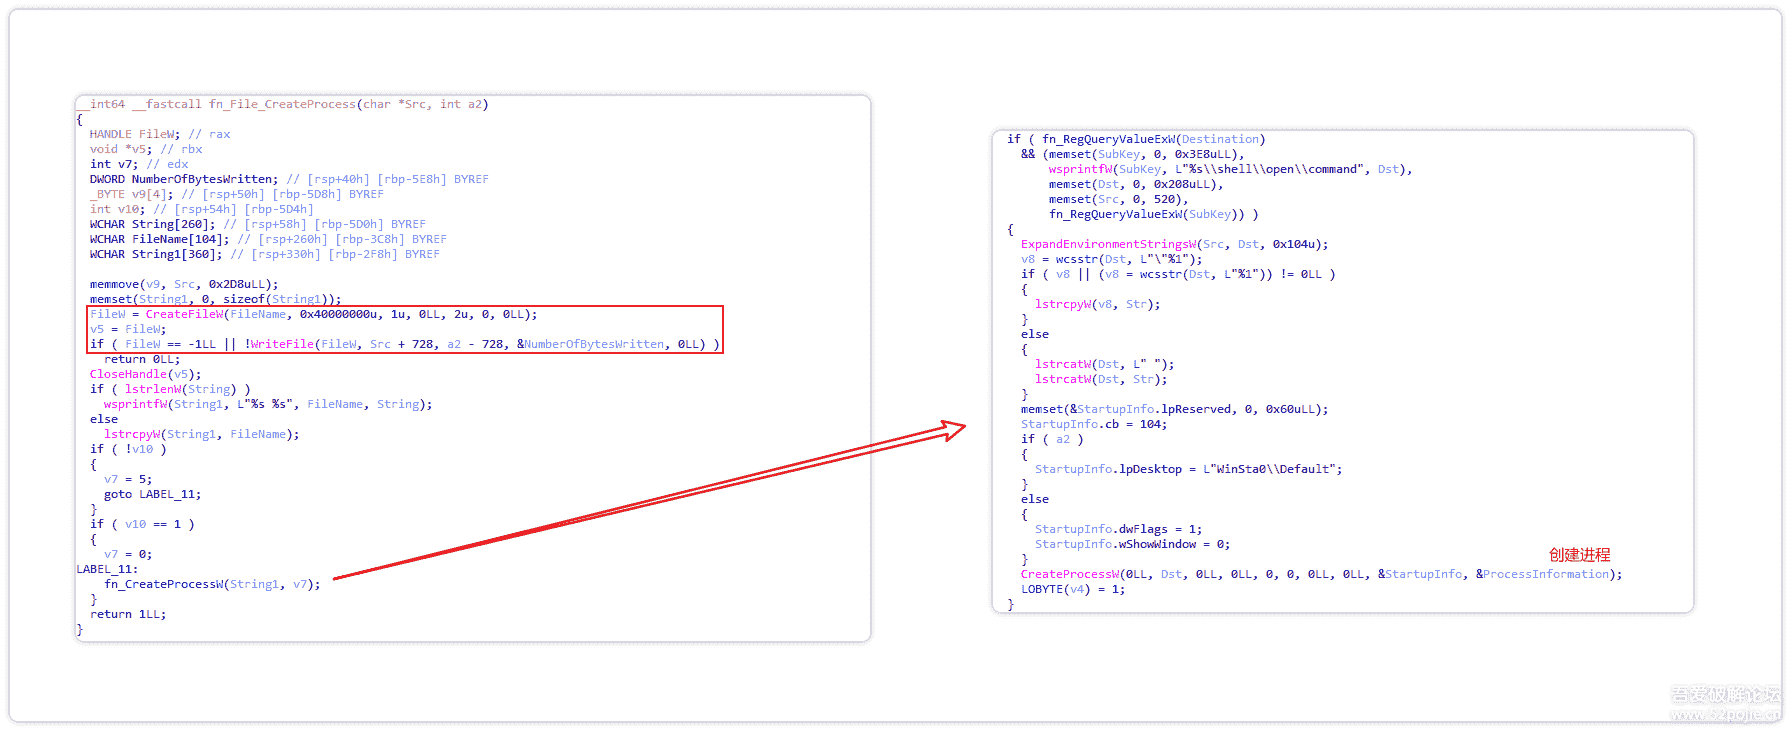 __int64 __fastcall fn_File_CreateProcess(char *Src, int a2)
{
HANDLE FileW; // rax
void *v5; // rbx
int v7; // edx
DWORD NumberOfBytesWritten; // [rsp+40h] [rbp-5E8h] BYREF
_BYTE v9[4]; // [rsp+50h] [rbp-5D8h] BYREF
int v10; // [rsp+54h] [rbp-5D4h]
WCHAR String[260]; // [rsp+58h] [rbp-5D0h] BYREF
WCHAR FileName[104]; // [rsp+260h] [rbp-3C8h] BYREF
WCHAR String1[360]; // [rsp+330h] [rbp-2F8h] BYREF
memmove(v9, Src, 0x2D8uLL);
memset(String1, 0, sizeof(String1));
FileW = CreateFileW(FileName, 0x40000000u, 1u, 0LL, 2u, 0, 0LL);
v5 = FileW;
if ( FileW == -1LL || !WriteFile(FileW, Src + 728, a2 - 728, &NumberOfBytesWritten, 0LL) )
return 0LL;
CloseHandle(v5);
if ( lstrlenW(String) )
wsprintfW(String1, L"%s %s", FileName, String);
else
lstrcpyW(String1, FileName);
if ( !v10 )
{
v7 = 5;
goto LABEL_11;
}
if ( v10 == 1 )
{
v7 = 0;
LABEL_11:
fn_CreateProcessW(String1, v7);
}
return 1LL;
}
if ( fn_RegQueryValueExW(Destination)
&& (memset(SubKey, 0, 0x3E8uLL),
wsprintfW(SubKey, L"%s\\shell\\open\\command", Dst),
memset(Dst, 0, 0x208uLL),
memset(Src, 0, 520),
fn_RegQueryValueExW(SubKey)) )
{
ExpandEnvironmentStringsW(Src, Dst, 0x104u);
v8 = wcsstr(Dst, L"\"%1");
if ( v8 || (v8 = wcsstr(Dst, L"%1")) != 0LL )
{
lstrcpyW(v8, Str);
}
else
{
lstrcatW(Dst, L" ");
lstrcatW(Dst, Str);
}
memset(&StartupInfo.lpReserved, 0, 0x60uLL);
StartupInfo.cb = 104;
if ( a2 )
{
StartupInfo.lpDesktop = L"WinSta0\\Default";
}
else
{
StartupInfo.dwFlags = 1;
StartupInfo.wShowWindow = 0;
}
创建进程
CreateProcessW(0LL, Dst, 0LL, 0LL, 0, 0, 0LL, 0LL, &StartupInfo, &ProcessInformation);
LOBYTE(v4) = 1;
}
吾爱破解论坛
www.52pojie.cn